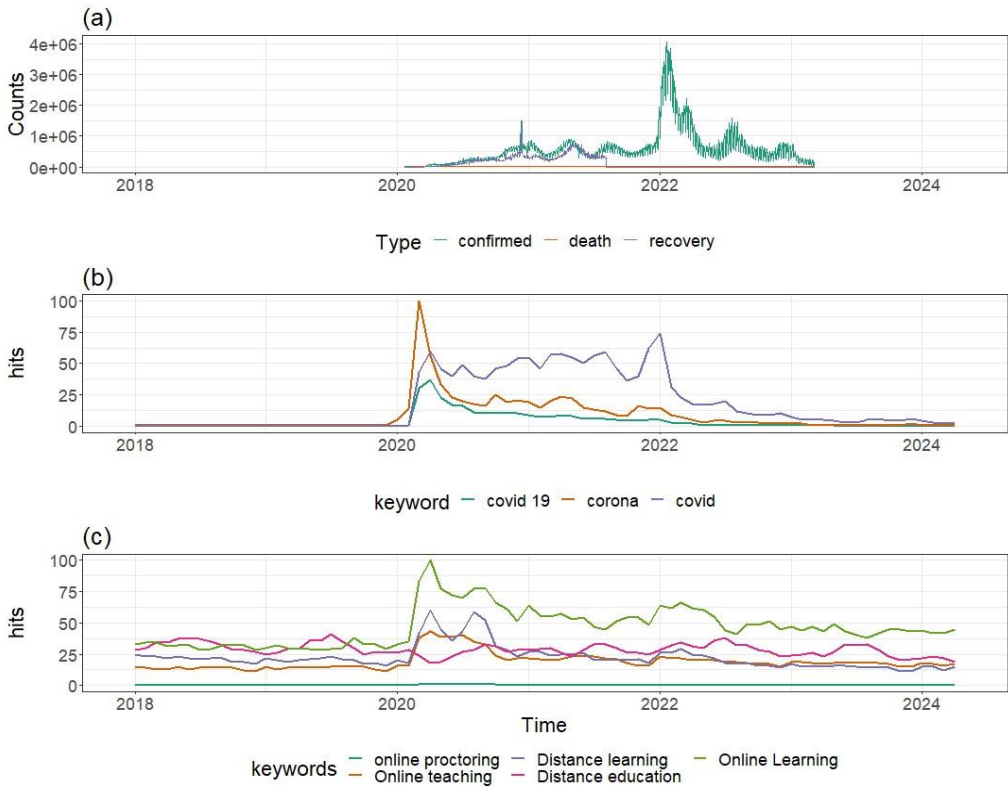 (a)
4e+06
3e+06
2e+06
1e+06
0e+00
Counts
2018 2020 2022 2024
Type confirmed death recovery
(b)
100
75
50
25
0
hits
2018 2020 2022 2024
keyword covid 19 corona covid
(c)
100
75
50
25
0
hits
2018 2020 2022 2024
Time
keywords
online proctoring Distance learning Online Learning
Online teaching Distance education